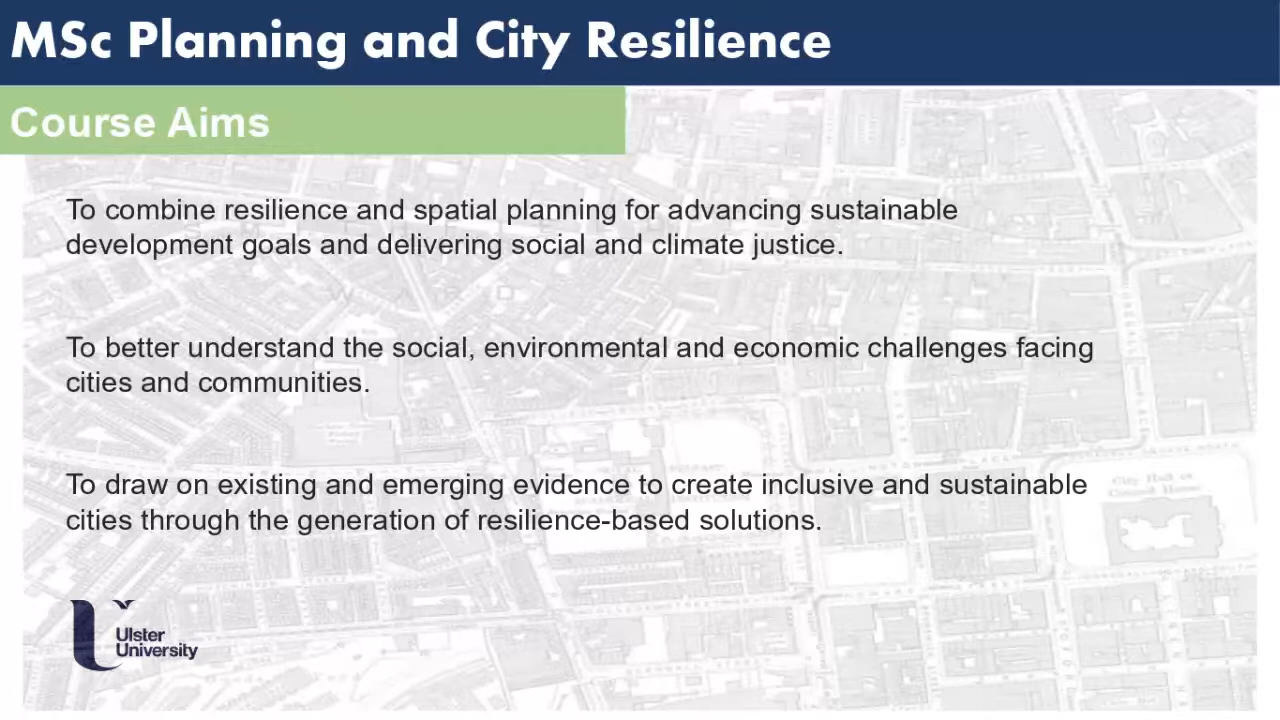 MSc Planning and City Resilience
Course Aims
To combine resilience and spatial planning for advancing sustainable
development goals and delivering social and climate justice.
W A R D
To better understand the social, environmental and economic challenges facing
cities and communities.
To draw on existing and emerging evidence to create inclusive and sustainable
cities through the generation of resilience-based solutions.
City Hall
Ulster
University